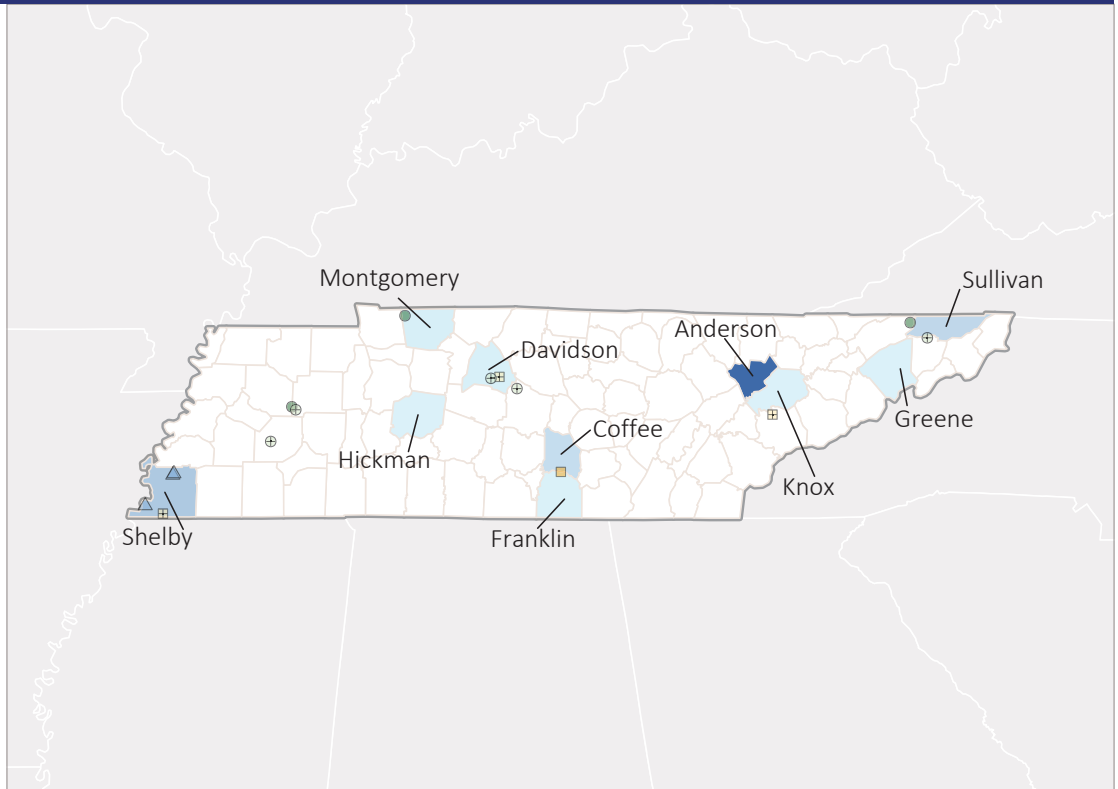 Montgomery
Sullivan
Anderson
Davidson
Greene
Coffee
Hickman
Knox
Shelby
Franklin